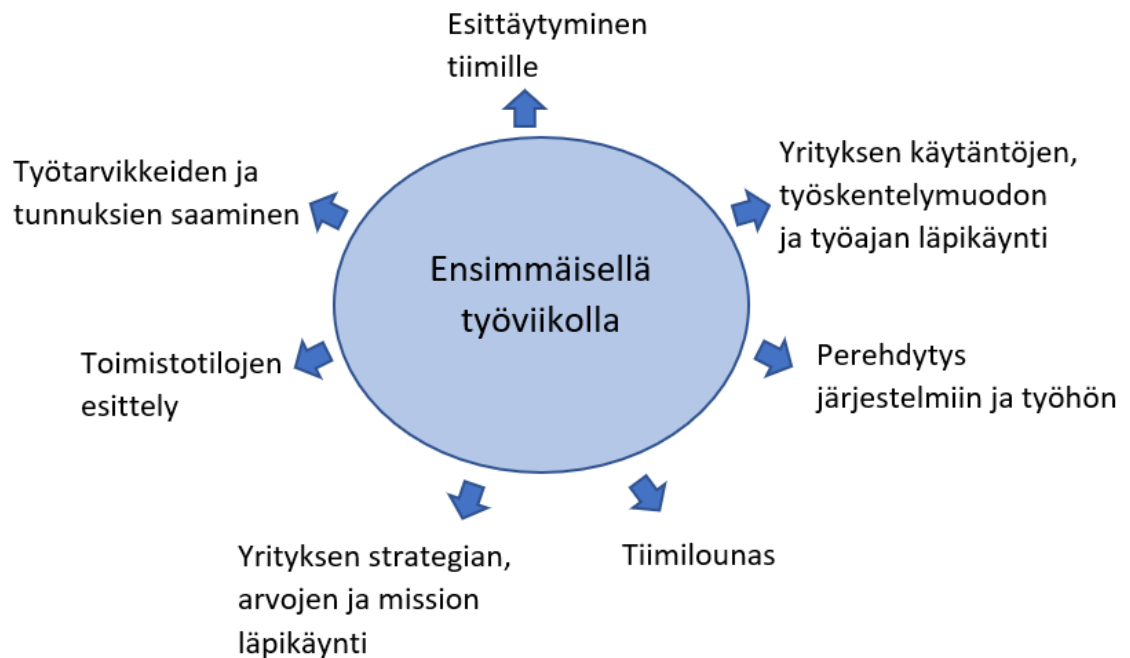 Esittäytyminen
tiimille
Yrityksen käytäntöjen,
työskentelymuodon
ja työajan läpikäynti
Työtarvikkeiden ja
tunnuksien saaminen
Ensimmäisellä
työviikolla
Perehdytys
järjestelmiin ja työhön
Toimistotilojen
esittely
Tiimilounas
Yrityksen strategian,
arvojen ja mission
läpikäynti